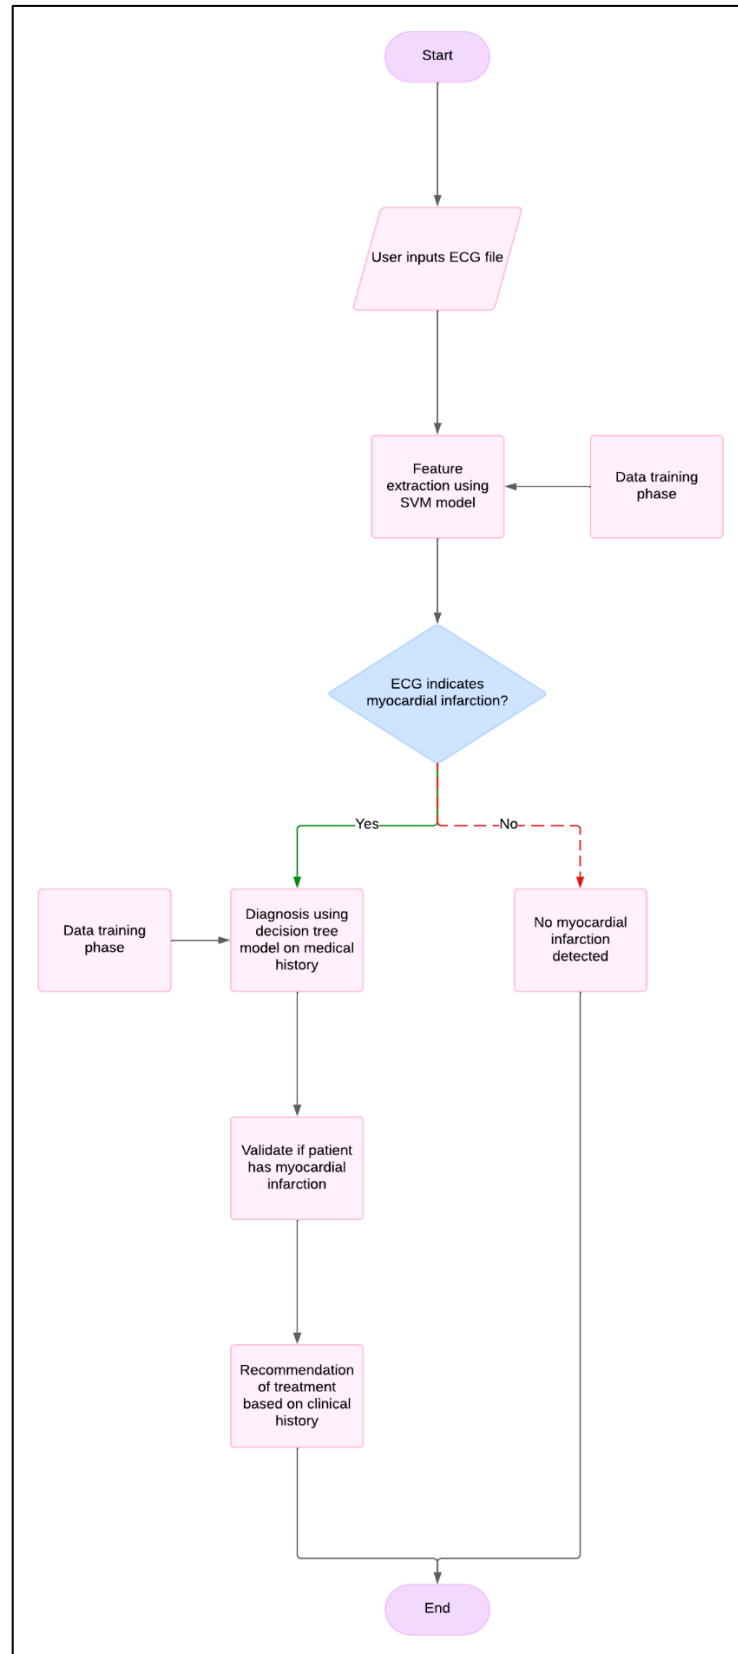 Start
User inputs ECG file
Feature
extraction using
SVM model
Data training
phase
ECG indicates
myocardial infarction?
Yes
No
Data training
phase
Diagnosis using
decision tree
model on medical
history
No myocardial
infarction
detected
Validate if patient
has myocardial
infarction
Recommendation
of treatment
based on clinical
history
End